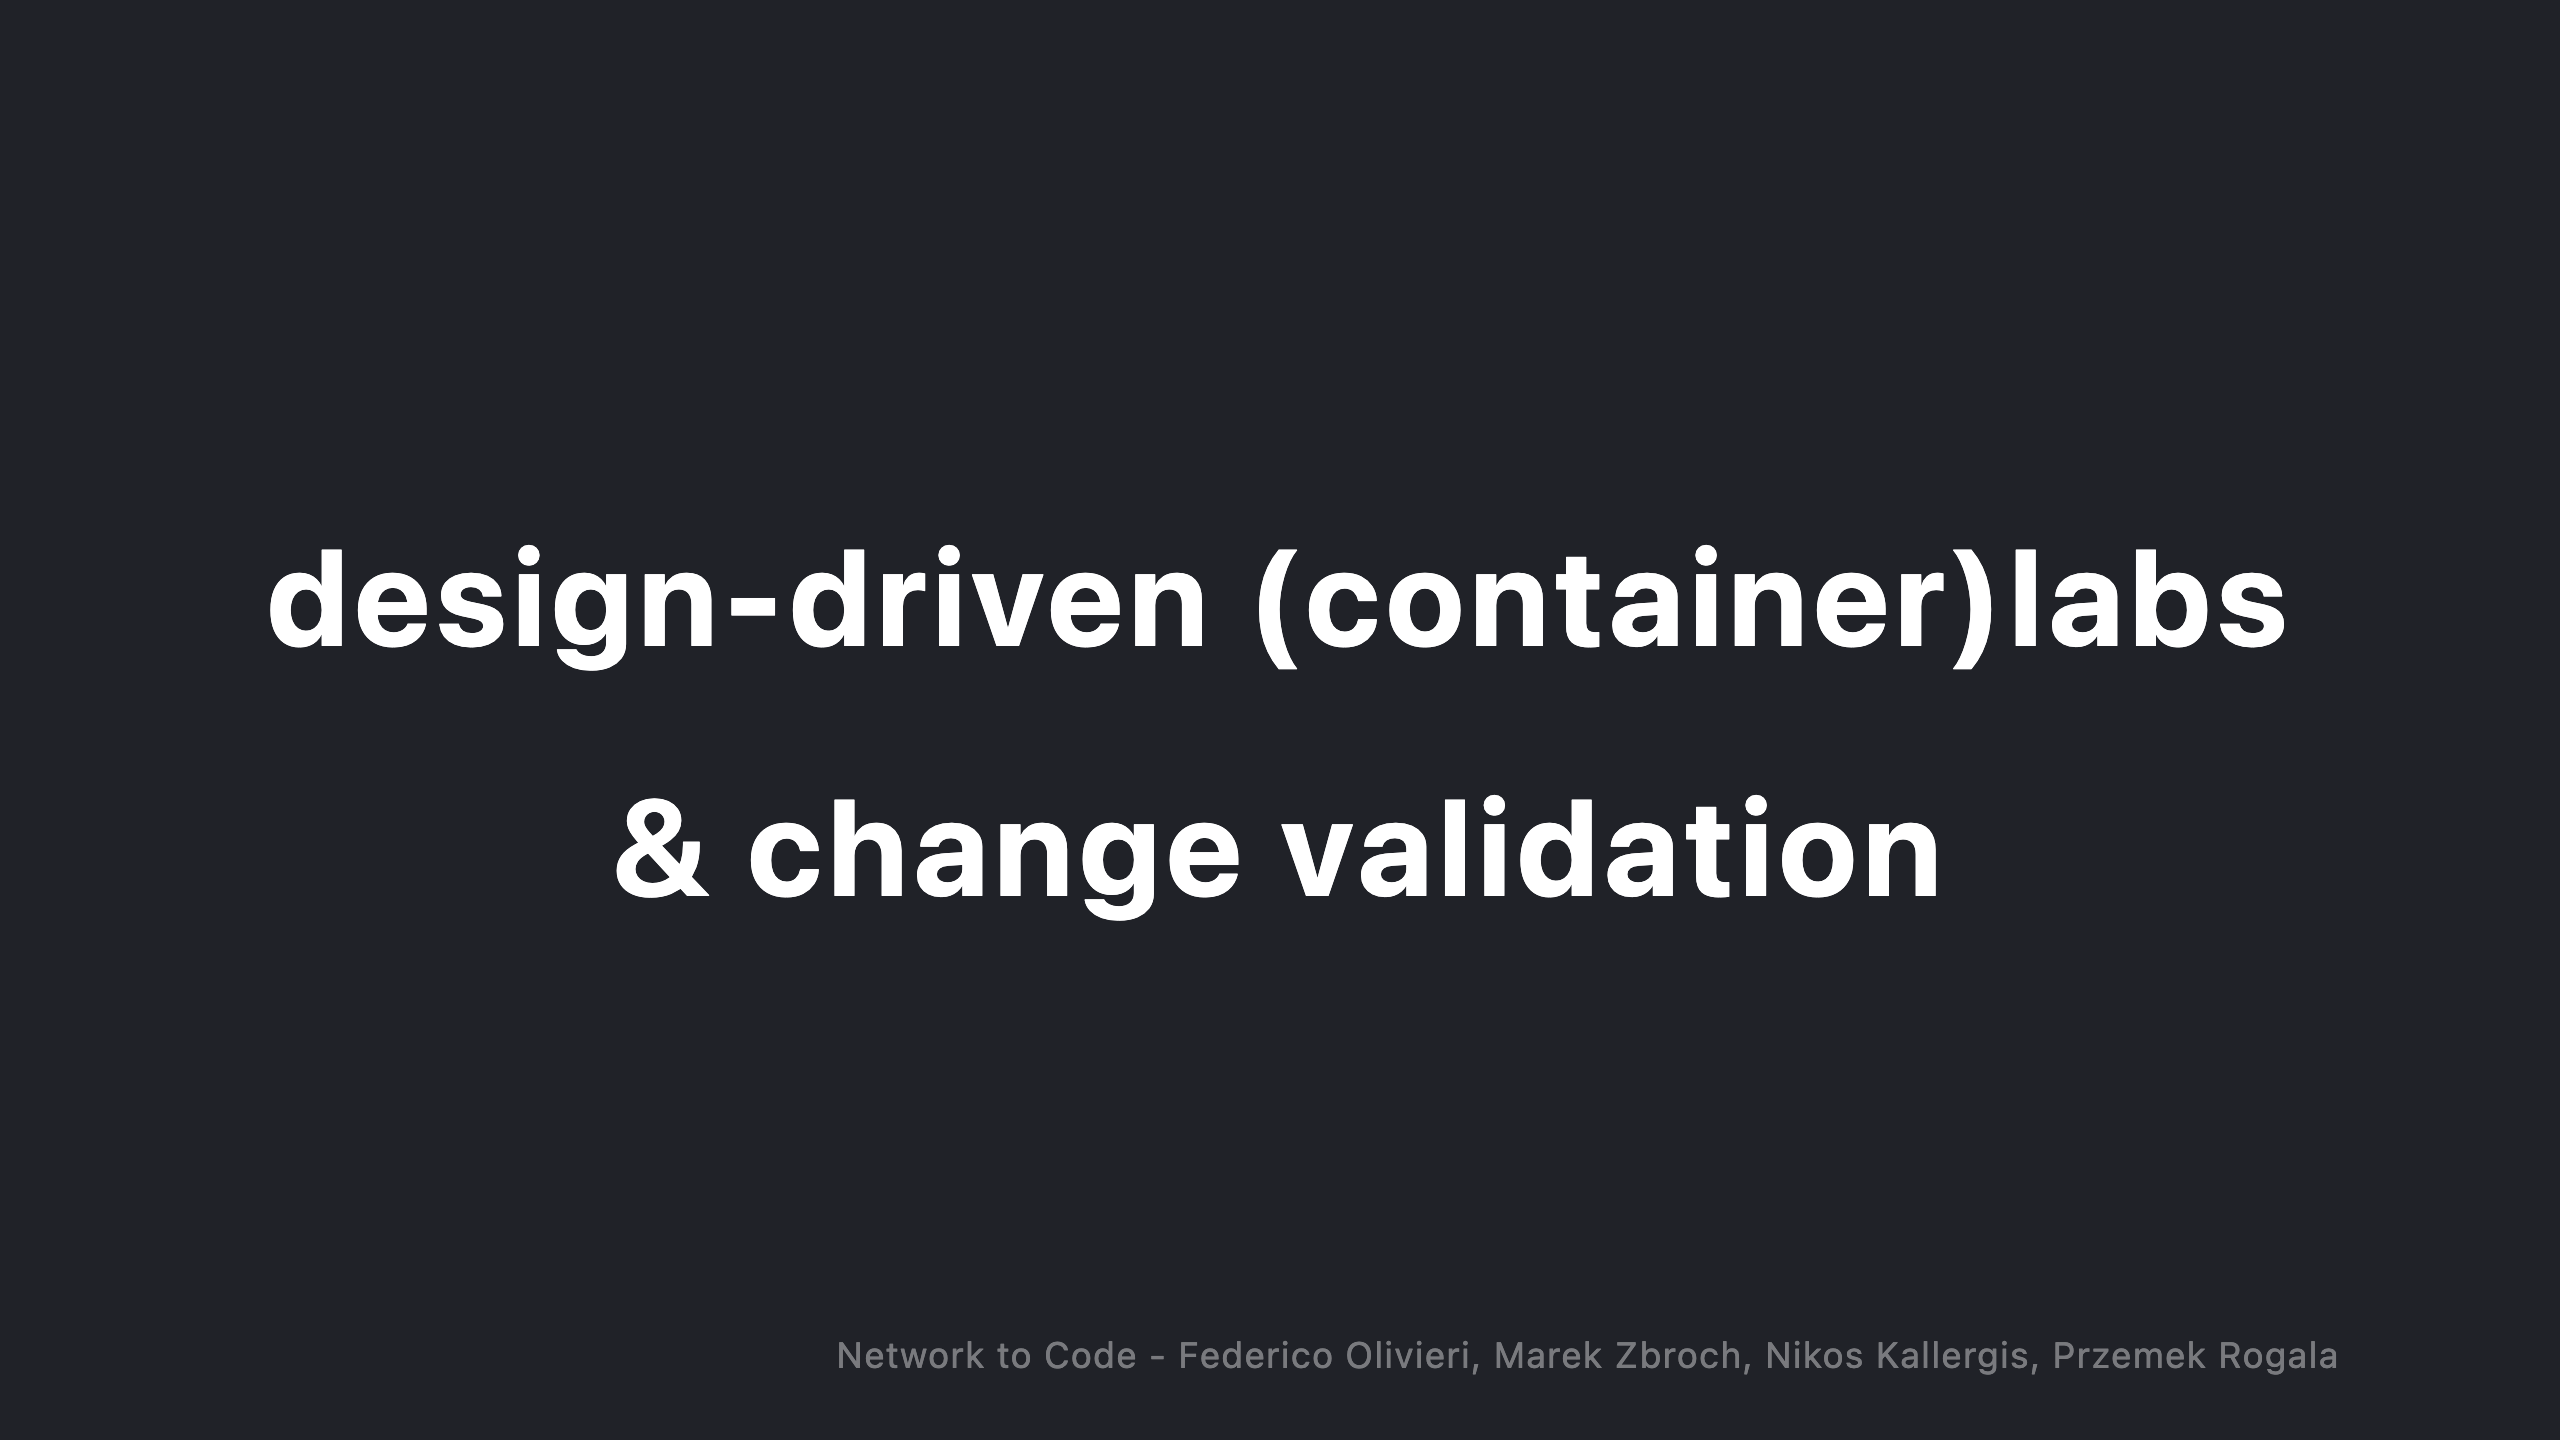 design-driven (container)labs
& change validation
Network to Code - Federico Olivieri, Marek Zbroch, Nikos Kallergis, Przemek Rogala